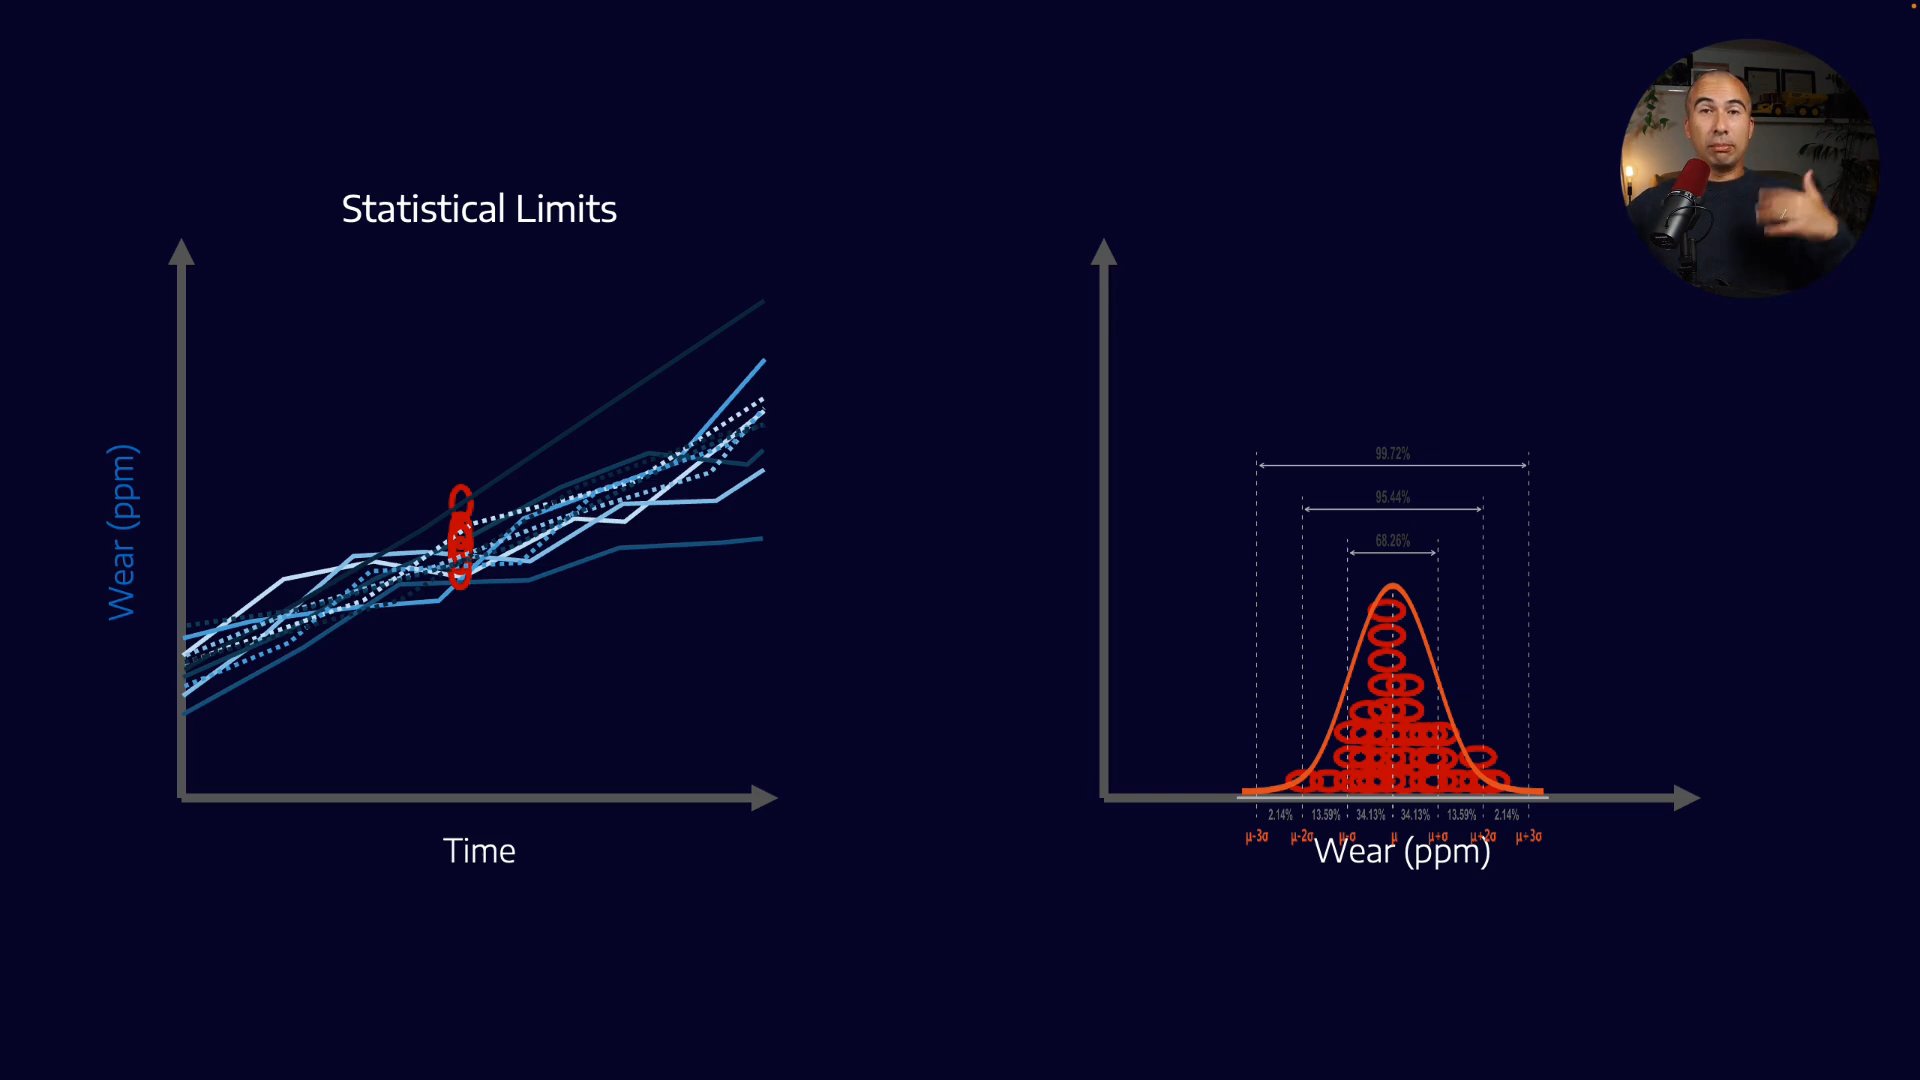 Statistical Limits
Wear (ppm)
Time
99.72%
95.44%
68.26%
2.14% 13.59% 34.13% 34.13% 13.59% 2.14%
μ-3σ μ-2σ μ-σ μ μ+σ μ+2σ μ+3σ
Wear (ppm)